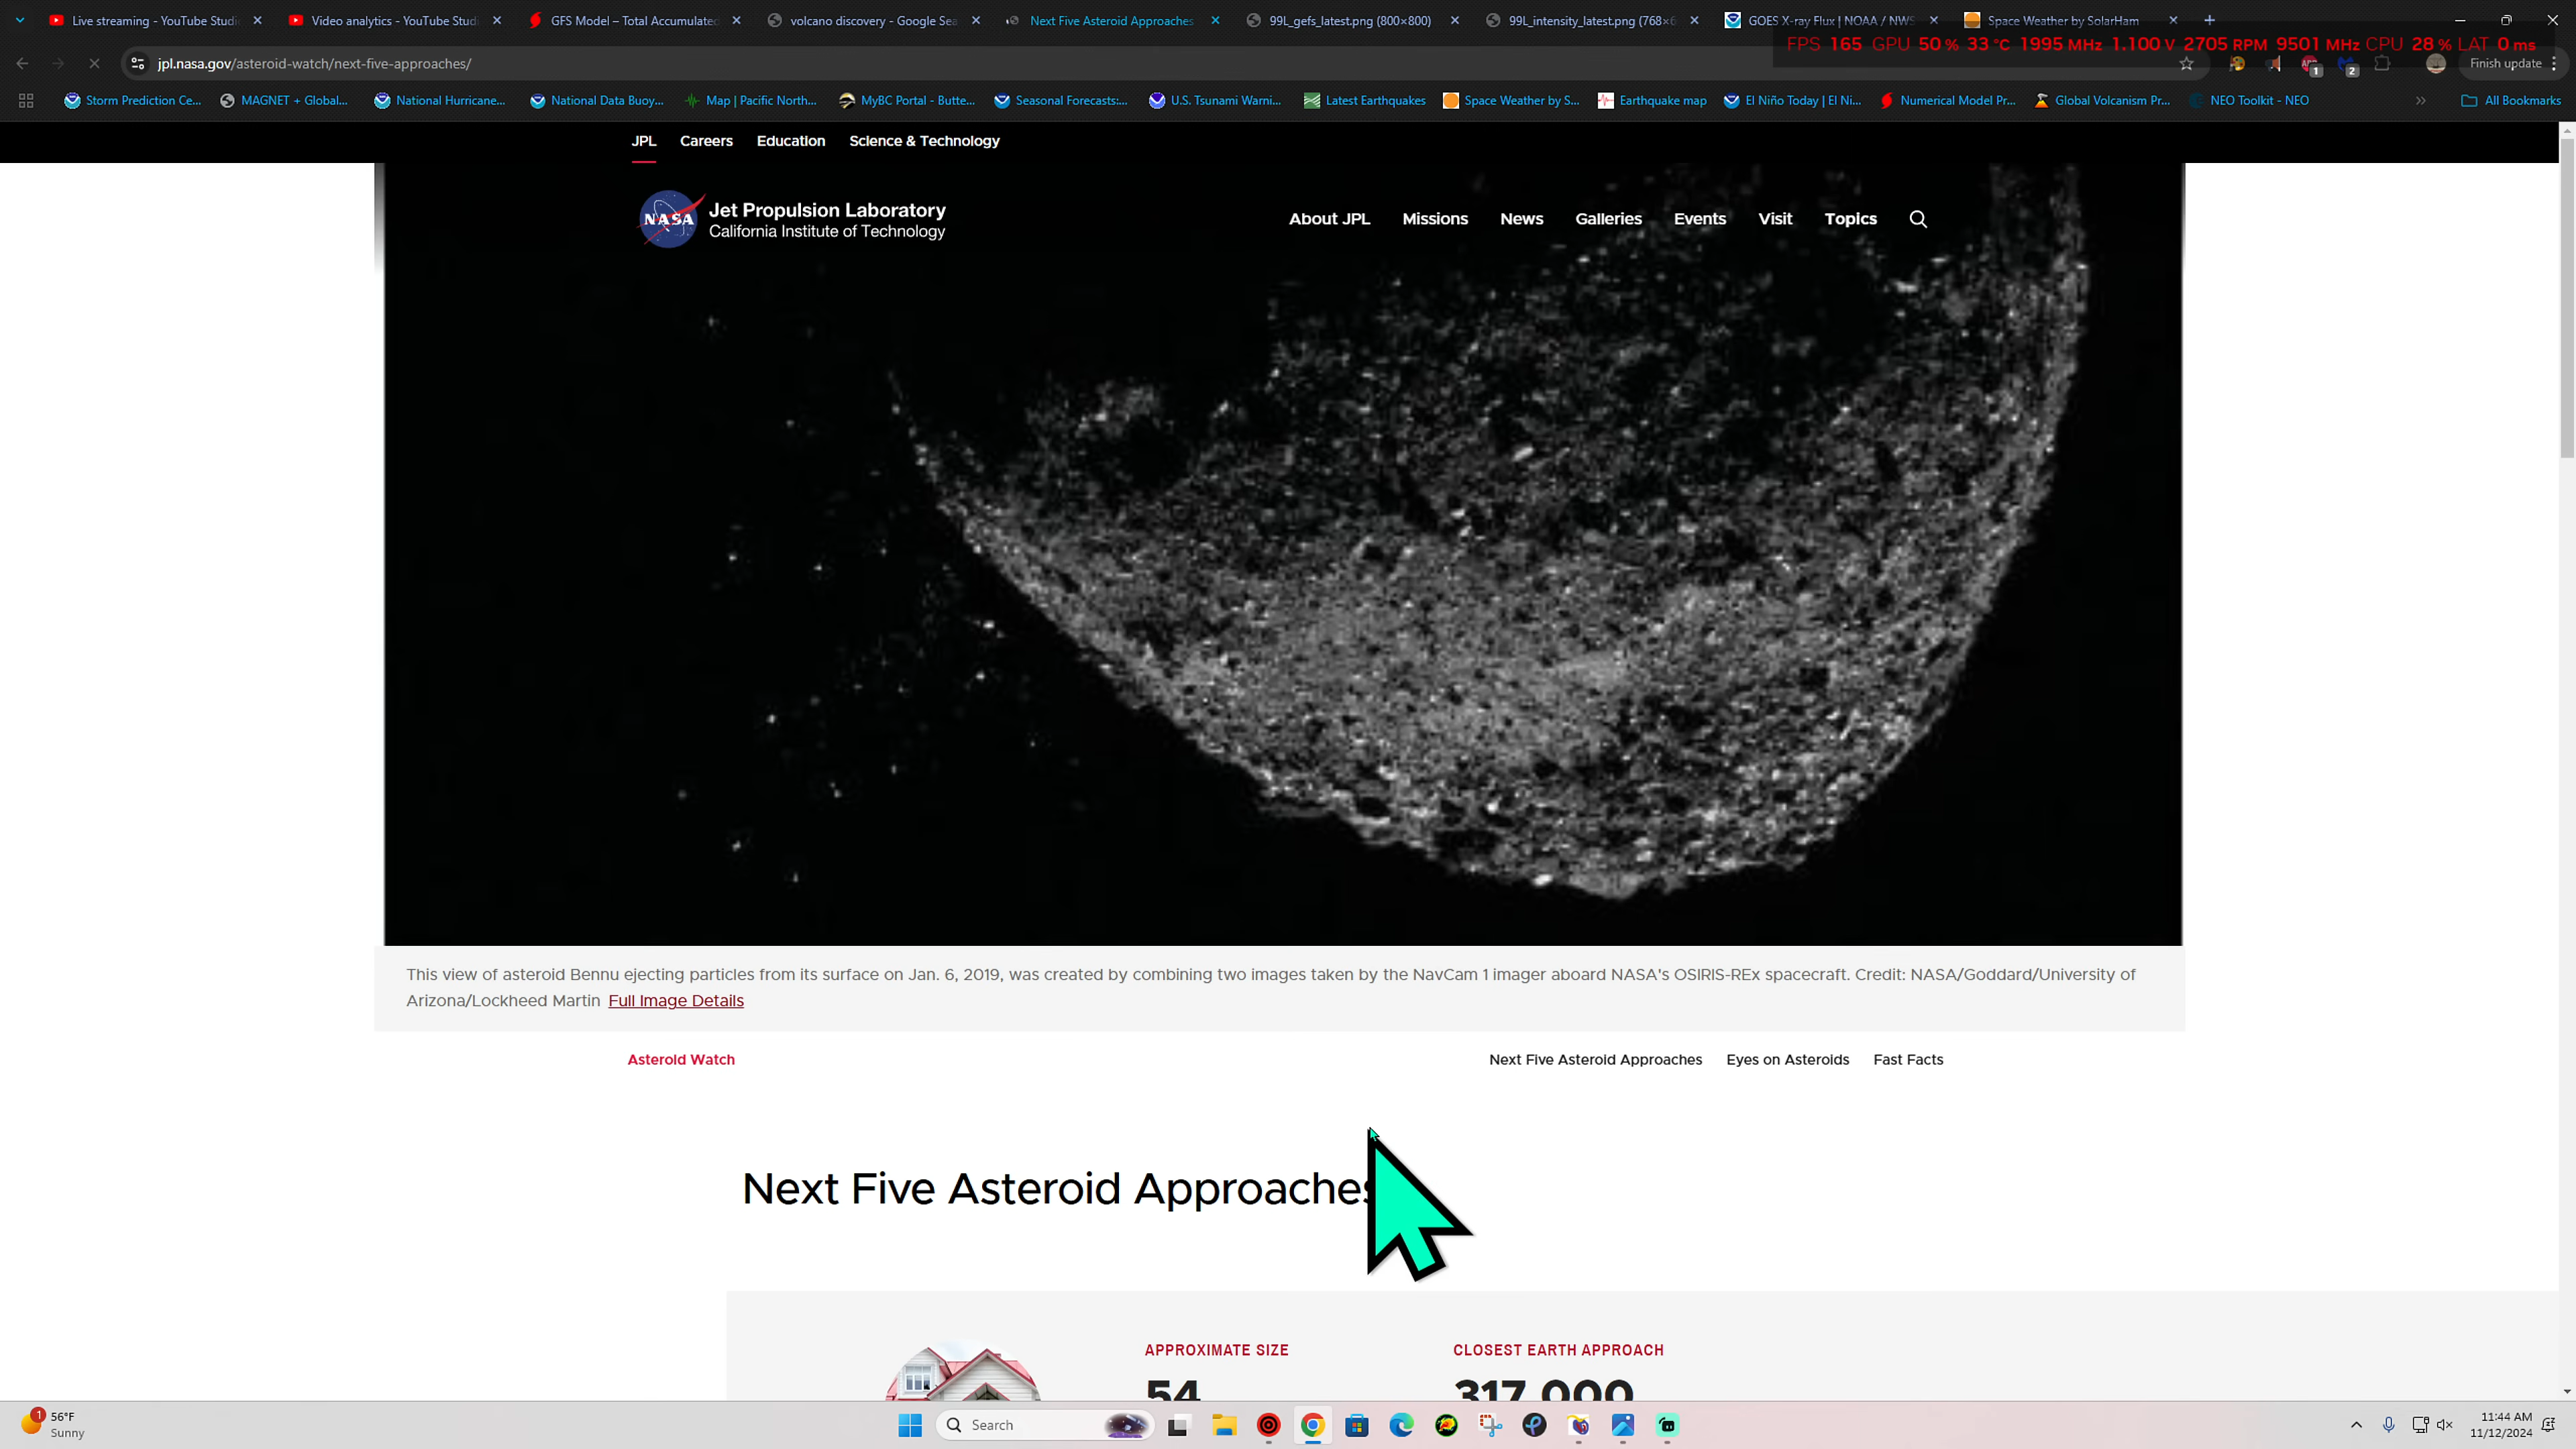 Live streaming - YouTube Studi
Video analytics - YouTube Studi
GFS Model – Total Accumulated
volcano discovery - Google Sea
Next Five Asteroid Approaches
99L_gefs_latest.png (800×800)
99L_intensity_latest.png (768×6
GOES X-ray Flux | NOAA / NWS
Space Weather by SolarHam
FPS 165 GPU 50 % 33 °C 1995 MHz 1.100 V 2705 RPM 9501 MHz CPU 28 % LAT 0 ms
jpl.nasa.gov/asteroid-watch/next-five-approaches/
1
2
Finish update
Storm Prediction Ce...
MAGNET + Global...
National Hurricane...
National Data Buoy...
Map | Pacific North...
MyBC Portal - Butte...
Seasonal Forecasts:...
U.S. Tsunami Warni...
Latest Earthquakes
Space Weather by S...
Earthquake map
El Niño Today | El Ni...
Numerical Model Pr...
Global Volcanism Pr...
NEO Toolkit - NEO
All Bookmarks
JPL Careers Education Science & Technology
NASA
Jet Propulsion Laboratory
California Institute of Technology
About JPL Missions News Galleries Events Visit Topics
This view of asteroid Bennu ejecting particles from its surface on Jan. 6, 2019, was created by combining two images taken by the NavCam 1 imager aboard NASA's OSIRIS-REx spacecraft. Credit: NASA/Goddard/University of
Arizona/Lockheed Martin Full Image Details
Asteroid Watch
Next Five Asteroid Approaches Eyes on Asteroids Fast Facts
Next Five Asteroid Approaches
APPROXIMATE SIZE
CLOSEST EARTH APPROACH
54
317,000
1
56°F
Sunny
Search
11:44 AM
11/12/2024